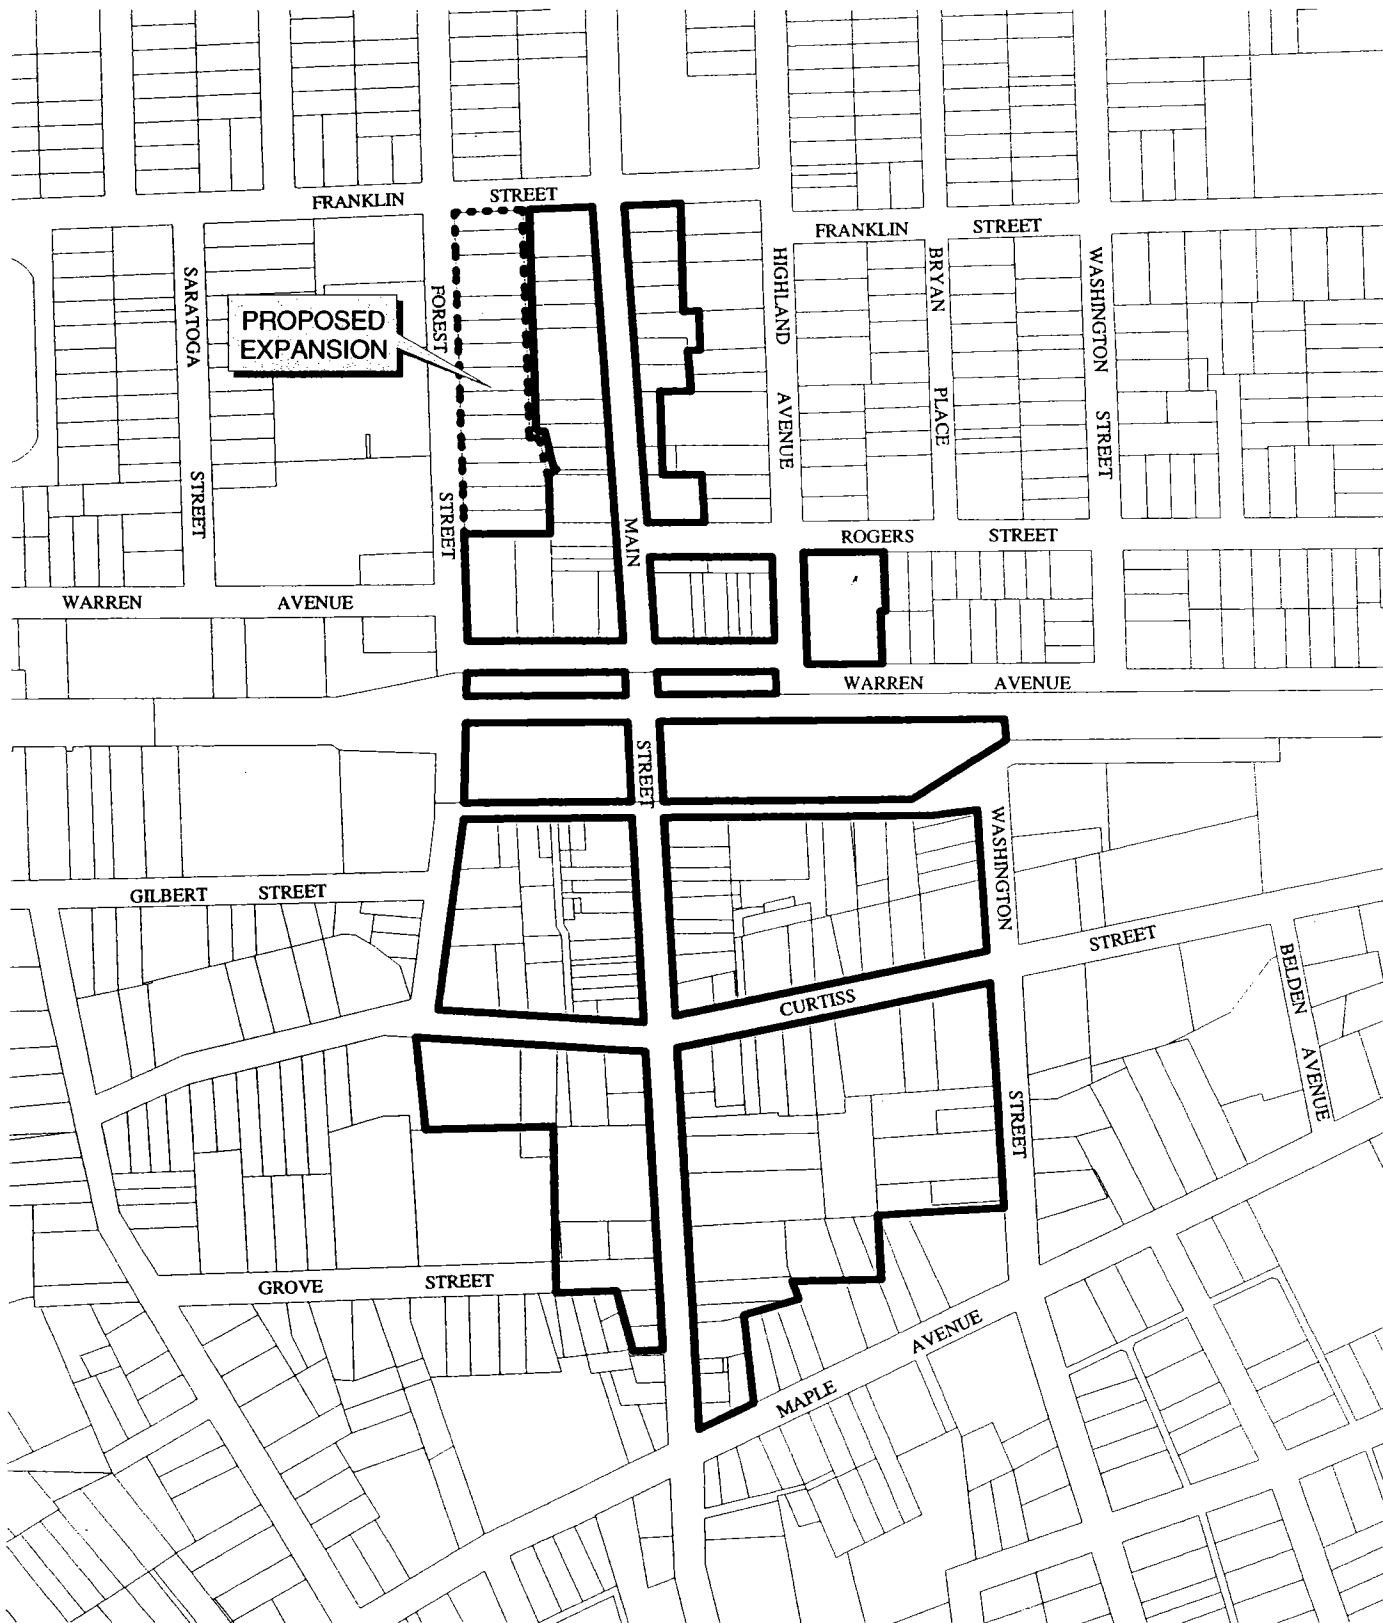 FRANKLIN STREET
FRANKLIN STREET
SARATOGA STREET
FOREST STREET
PROPOSED
EXPANSION
HIGHLAND AVENUE
BRYAN PLACE
WASHINGTON STREET
MAIN STREET
ROGERS STREET
WARREN AVENUE
WARREN AVENUE
WASHINGTON STREET
GILBERT STREET
CURTISS STREET
BELDEN AVENUE
GROVE STREET
MAPLE AVENUE